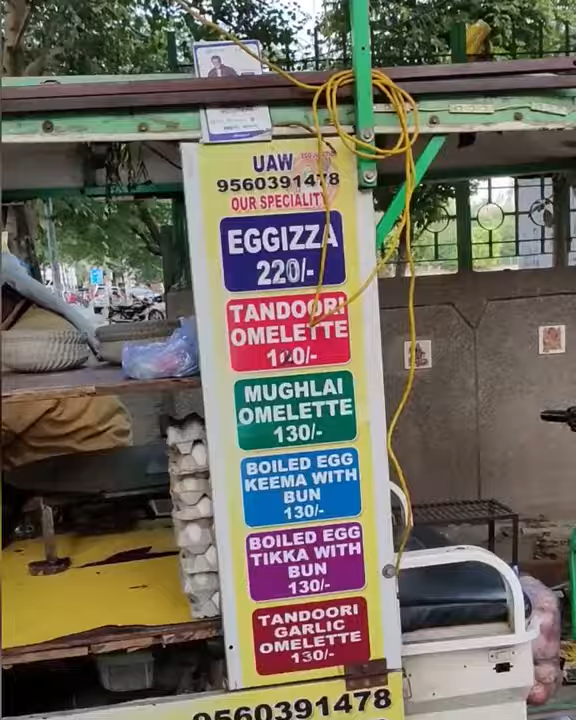 UAW
9560391478
OUR SPECIALITY
EGGIZZA
220/-
TANDOORI
OMELETTE
MUGHLAI
OMELETTE
130/-
BOILED EGG
KEEMA WITH
BUN
130/-
BOILED EGG
TIKKA WITH
BUN
130/-
TANDOORI
GARLIC
OMELETTE
130/-
9560391478